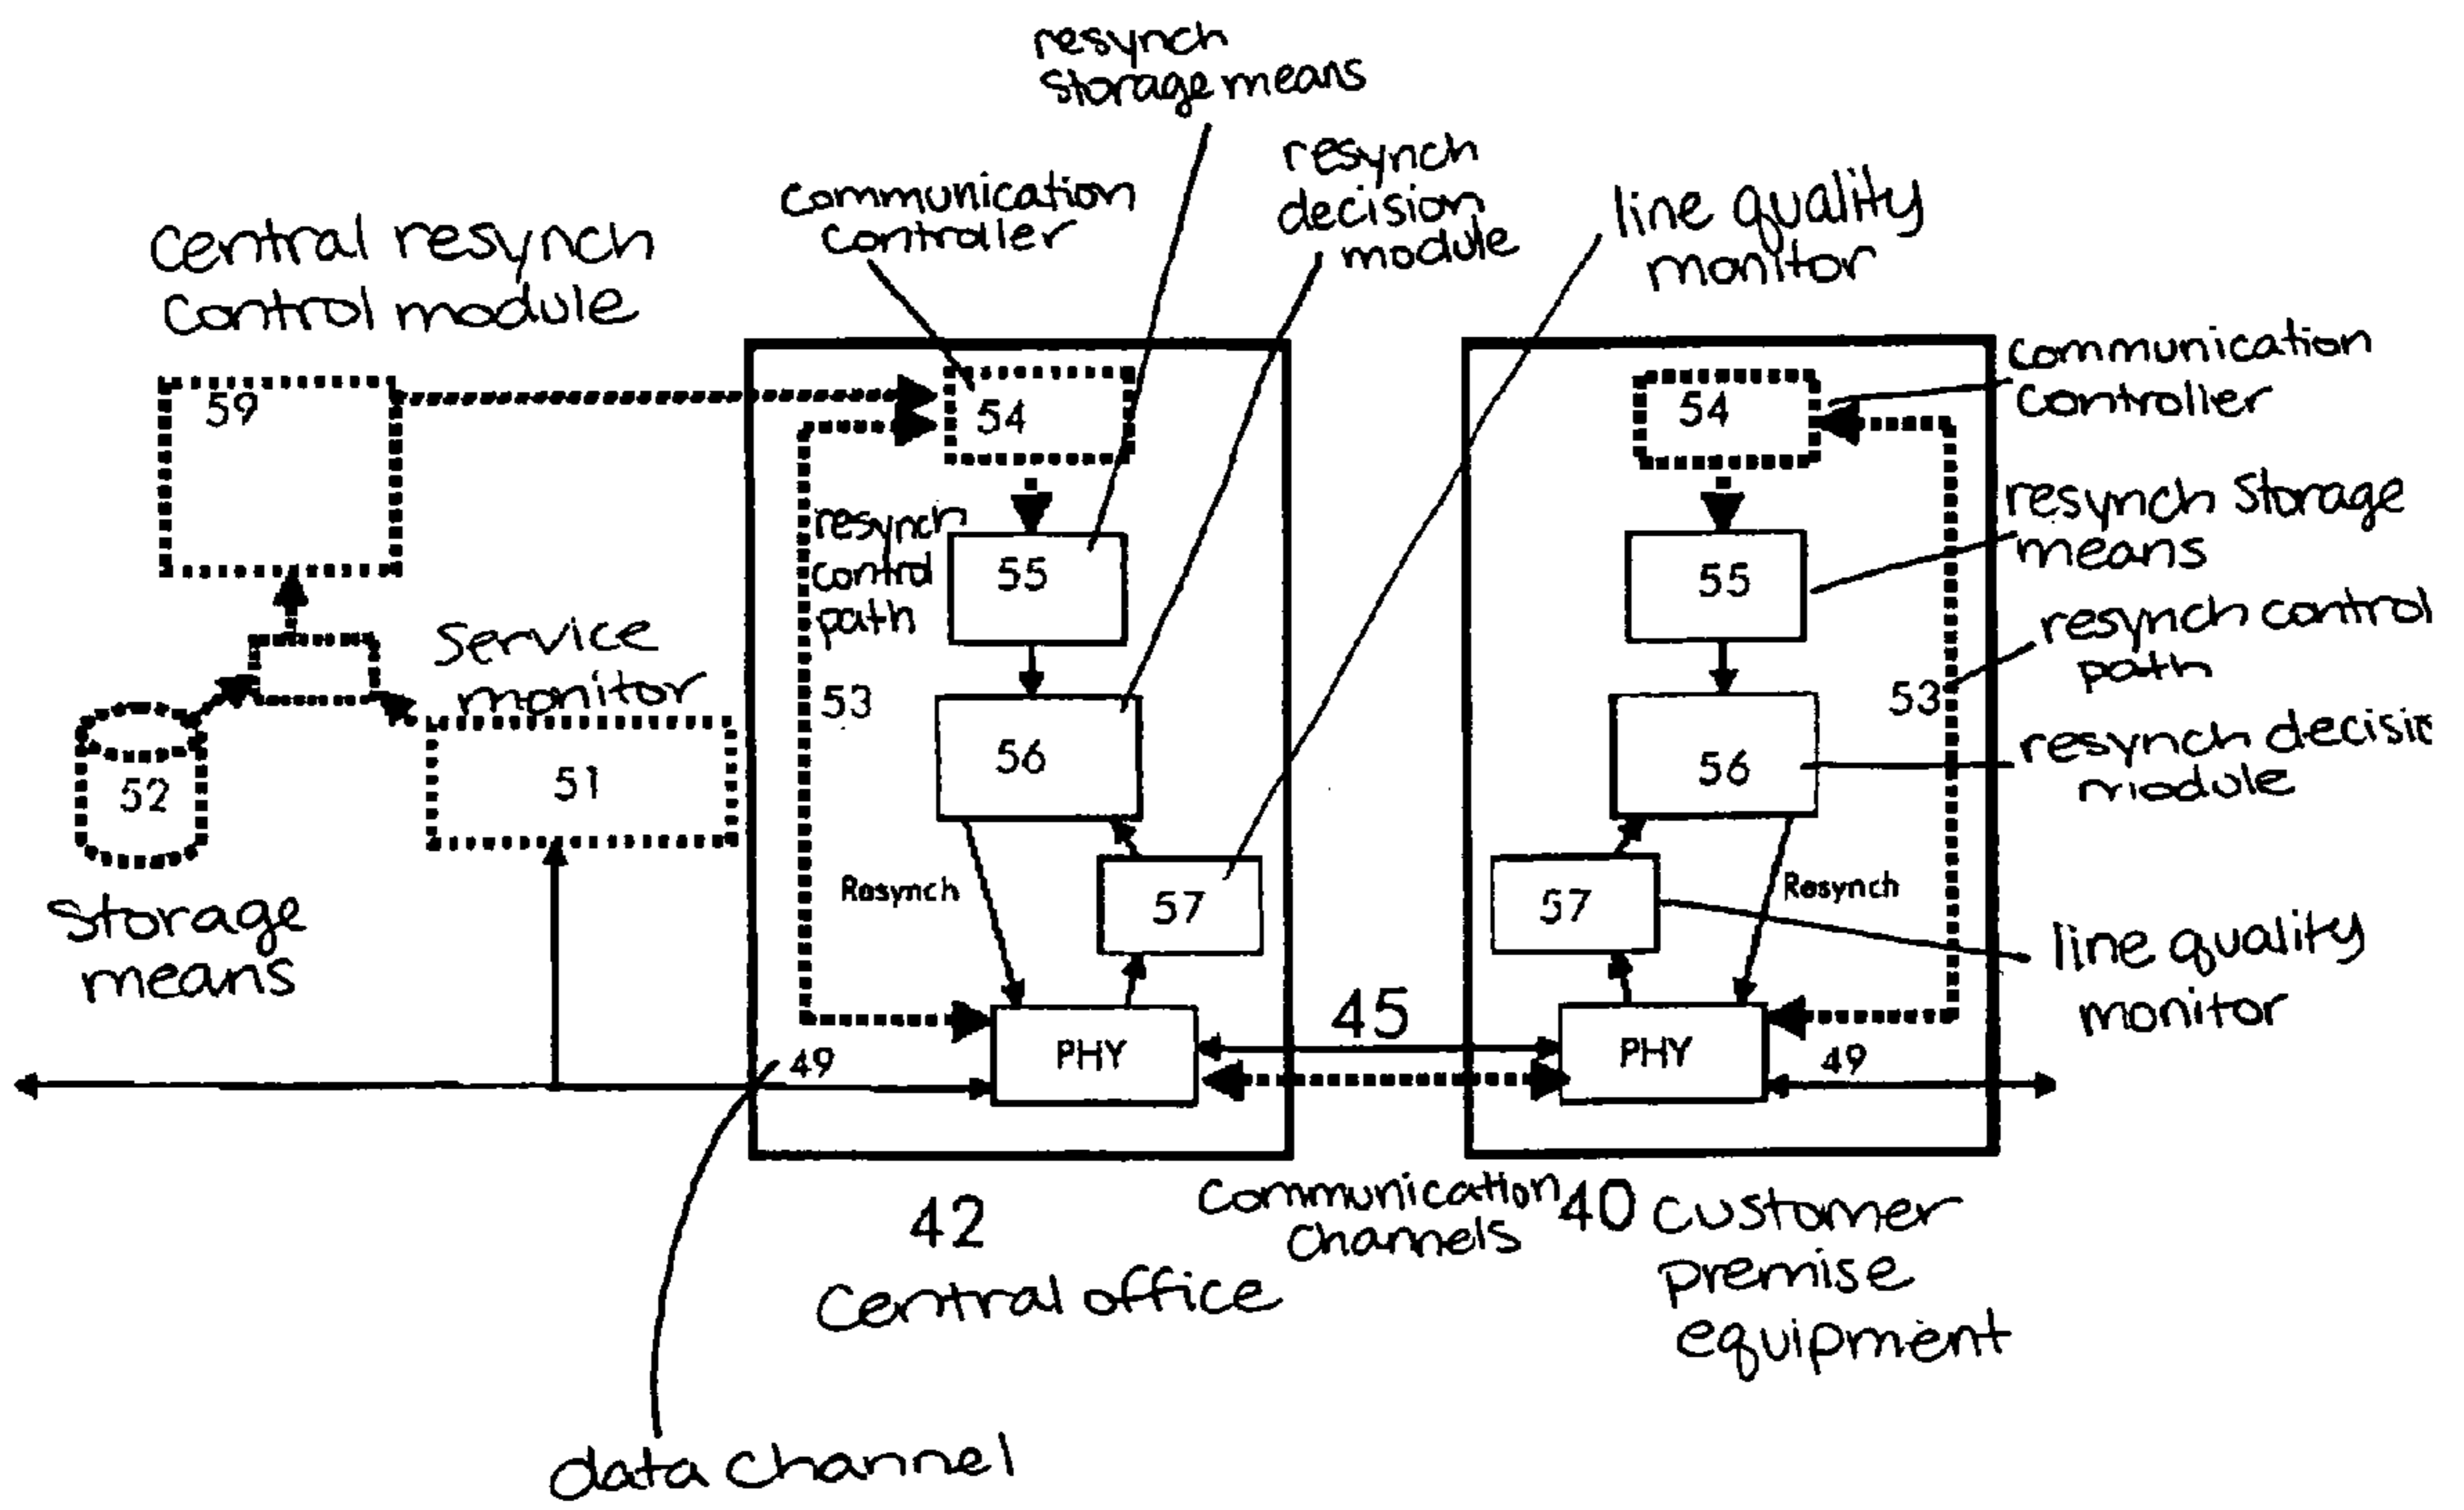 resynch
Storage means
resynch
decision
module
communication
controller
line quality
monitor
Central resynch
Control module
communication
controller
59
54
54
resynch
control
path
53
55
55
resynch storage
means
resynch control
path
53
Service
monitor
52
51
56
56
resynch
module
Resynch
57
57
Resynch
Storage
means
line quality
monitor
45
49
PHY
PHY
49
42
Central office
Communication
Channels
40 Customer
premise
equipment
data channel